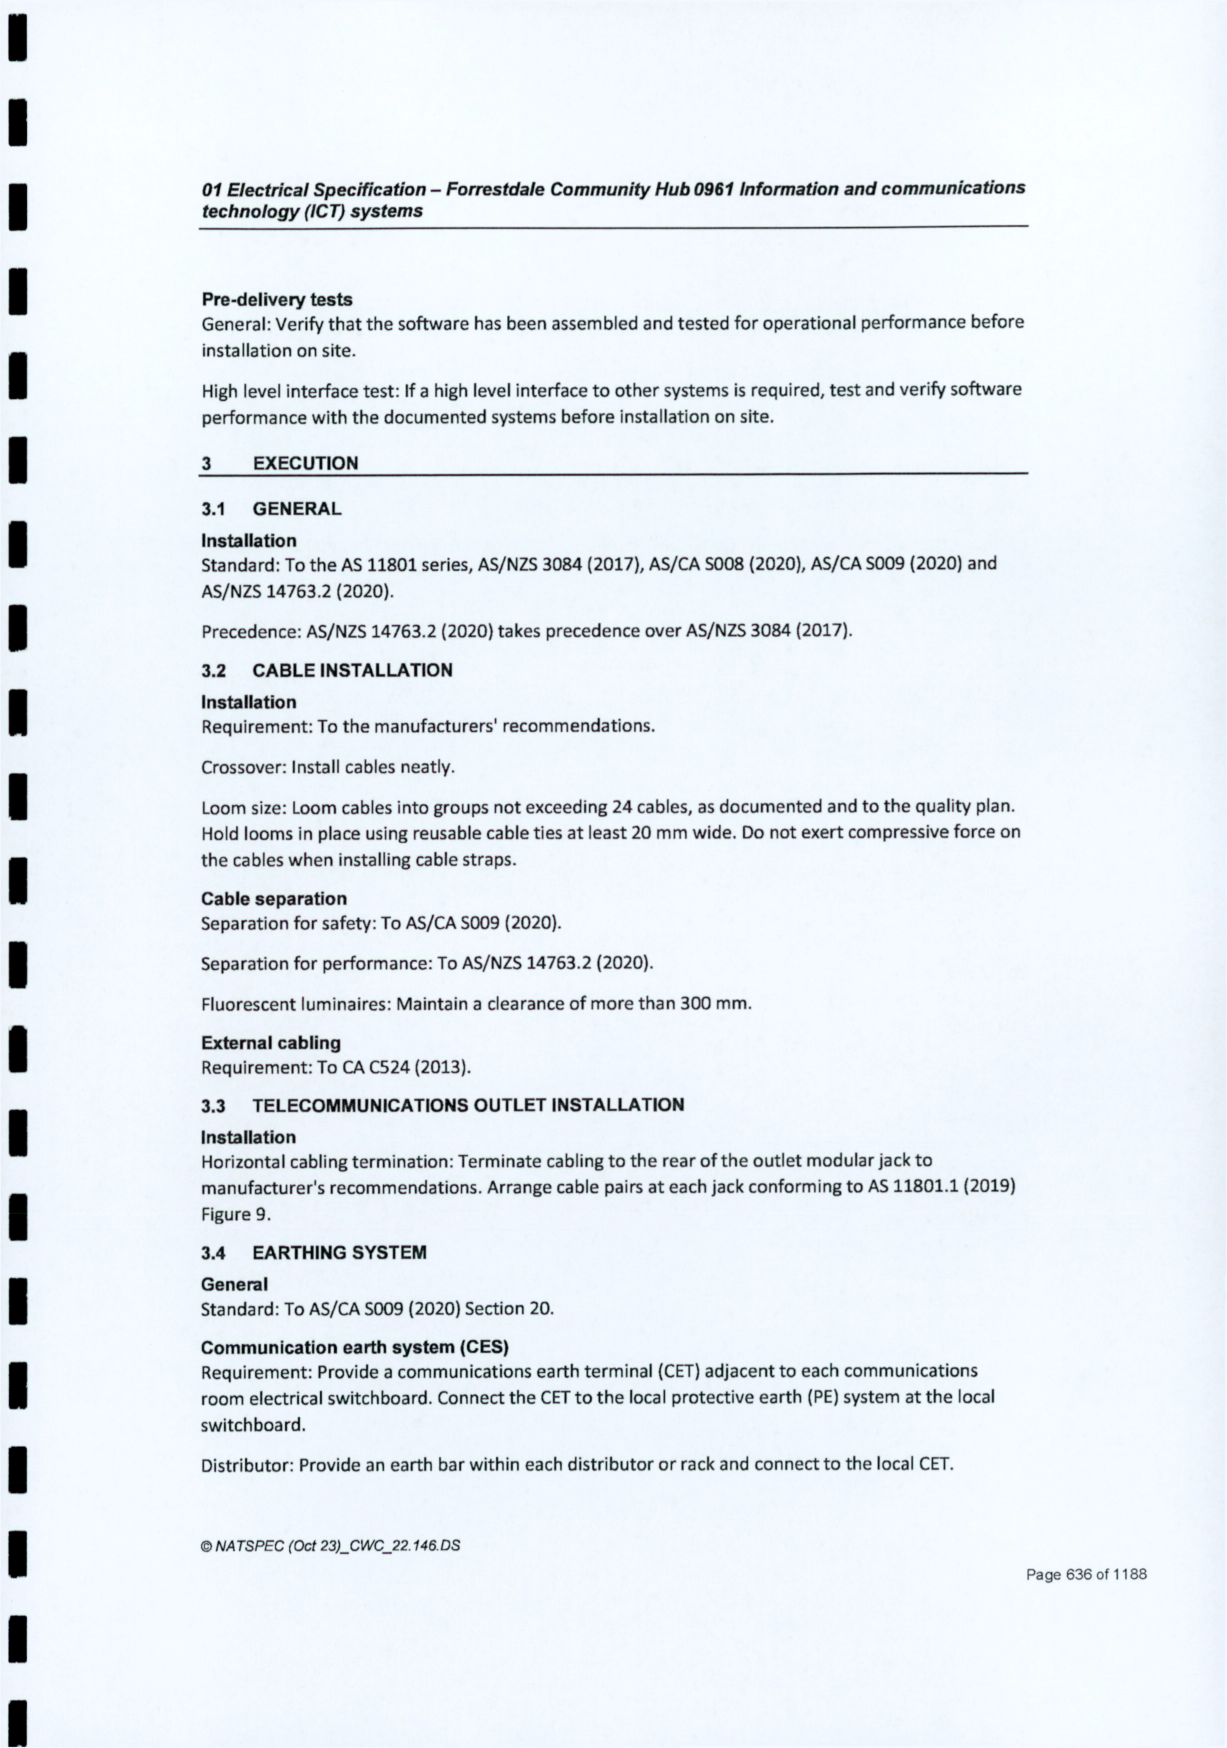 01 Electrical Specification – Forrestdale Community Hub 0961 Information and communications
technology (ICT) systems
Pre-delivery tests
General: Verify that the software has been assembled and tested for operational performance before
installation on site.
High level interface test: If a high level interface to other systems is required, test and verify software
performance with the documented systems before installation on site.
3 EXECUTION
3.1 GENERAL
Installation
Standard: To the AS 11801 series, AS/NZS 3084 (2017), AS/CA S008 (2020), AS/CA S009 (2020) and
AS/NZS 14763.2 (2020).
Precedence: AS/NZS 14763.2 (2020) takes precedence over AS/NZS 3084 (2017).
3.2 CABLE INSTALLATION
Installation
Requirement: To the manufacturers' recommendations.
Crossover: Install cables neatly.
Loom size: Loom cables into groups not exceeding 24 cables, as documented and to the quality plan.
Hold looms in place using reusable cable ties at least 20 mm wide. Do not exert compressive force on
the cables when installing cable straps.
Cable separation
Separation for safety: To AS/CA S009 (2020).
Separation for performance: To AS/NZS 14763.2 (2020).
Fluorescent luminaires: Maintain a clearance of more than 300 mm.
External cabling
Requirement: To CA C524 (2013).
3.3 TELECOMMUNICATIONS OUTLET INSTALLATION
Installation
Horizontal cabling termination: Terminate cabling to the rear of the outlet modular jack to
manufacturer's recommendations. Arrange cable pairs at each jack conforming to AS 11801.1 (2019)
Figure 9.
3.4 EARTHING SYSTEM
General
Standard: To AS/CA S009 (2020) Section 20.
Communication earth system (CES)
Requirement: Provide a communications earth terminal (CET) adjacent to each communications
room electrical switchboard. Connect the CET to the local protective earth (PE) system at the local
switchboard.
Distributor: Provide an earth bar within each distributor or rack and connect to the local CET.
© NATSPEC (Oct 23)_CWC_22.146.DS
Page 636 of 1188